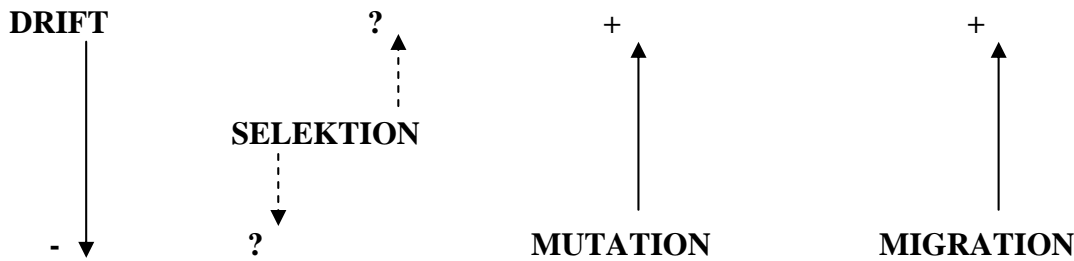 DRIFT ? + +
SELEKTION
- ? MUTATION MIGRATION